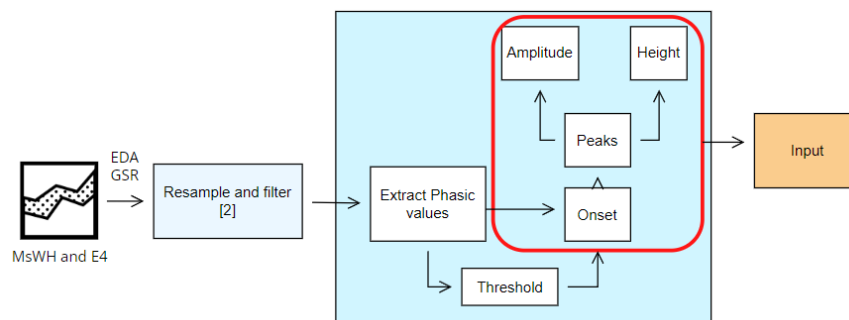 Amplitude
Height
EDA
GSR
Peaks
Input
Resample and filter
[2]
Extract Phasic
values
Onset
MsWH and E4
Threshold